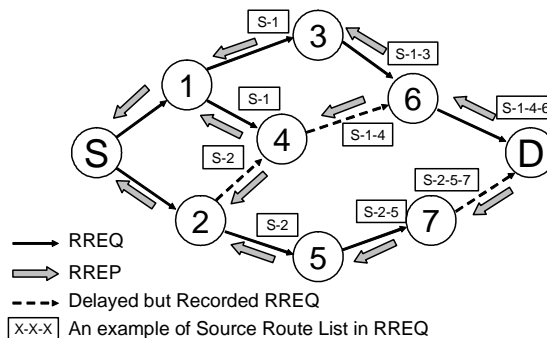 S-1
3
S-1-3
1
S-1
6
S-1-4-6
4
S-1-4
S
S-2
D
S-2-5-7
2
S-2
S-2-5
7
5
RREQ
RREP
Delayed but Recorded RREQ
X-X-X An example of Source Route List in RREQ